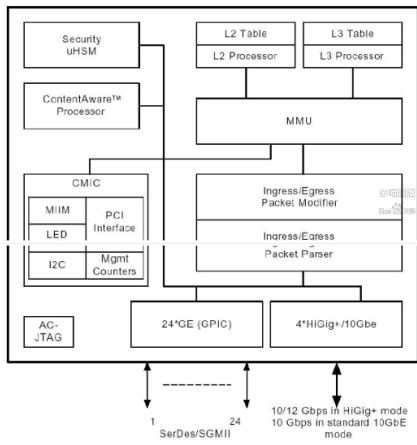 Security
uHSM
ContentAware™
Processor
L2 Table
L2 Processor
L3 Table
L3 Processor
MMU
CMIC
MIIM
LED
I2C
PCI
Interface
Mgmt
Counters
Ingress/Egress
Packet Modifier
Ingress/Egress
Packet Parser
AC-
JTAG
24*GE (GPIC)
4*HiGig+/10Gbe
1
24
SerDes/SGMII
10/12 Gbps in HiGig+ mode
10 Gbps in standard 10GbE
mode